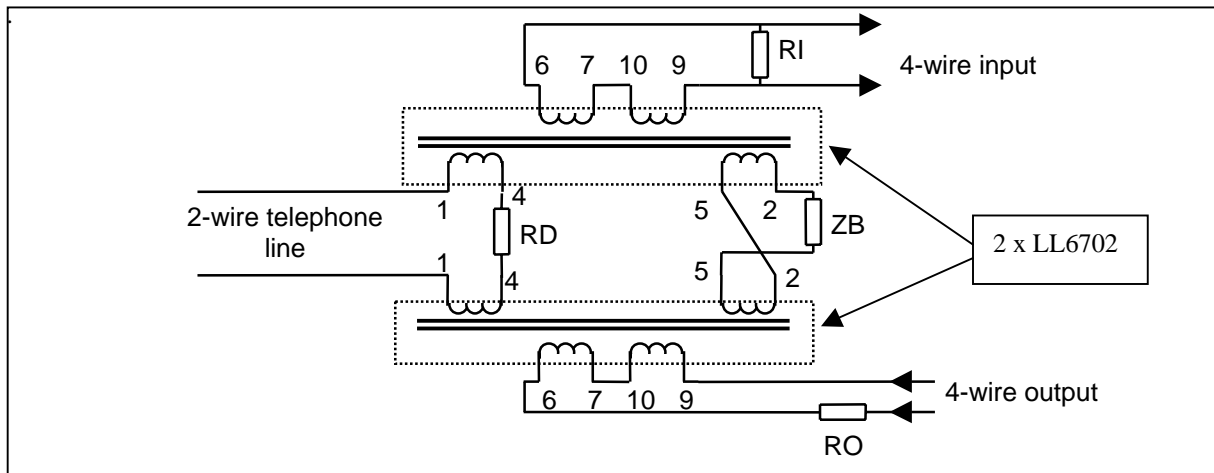 RI
4-wire input
6 7 10 9
1 4
5 2
2-wire telephone
line
RD
ZB
2 x LL6702
1 4
5 2
6 7 10 9
4-wire output
RO